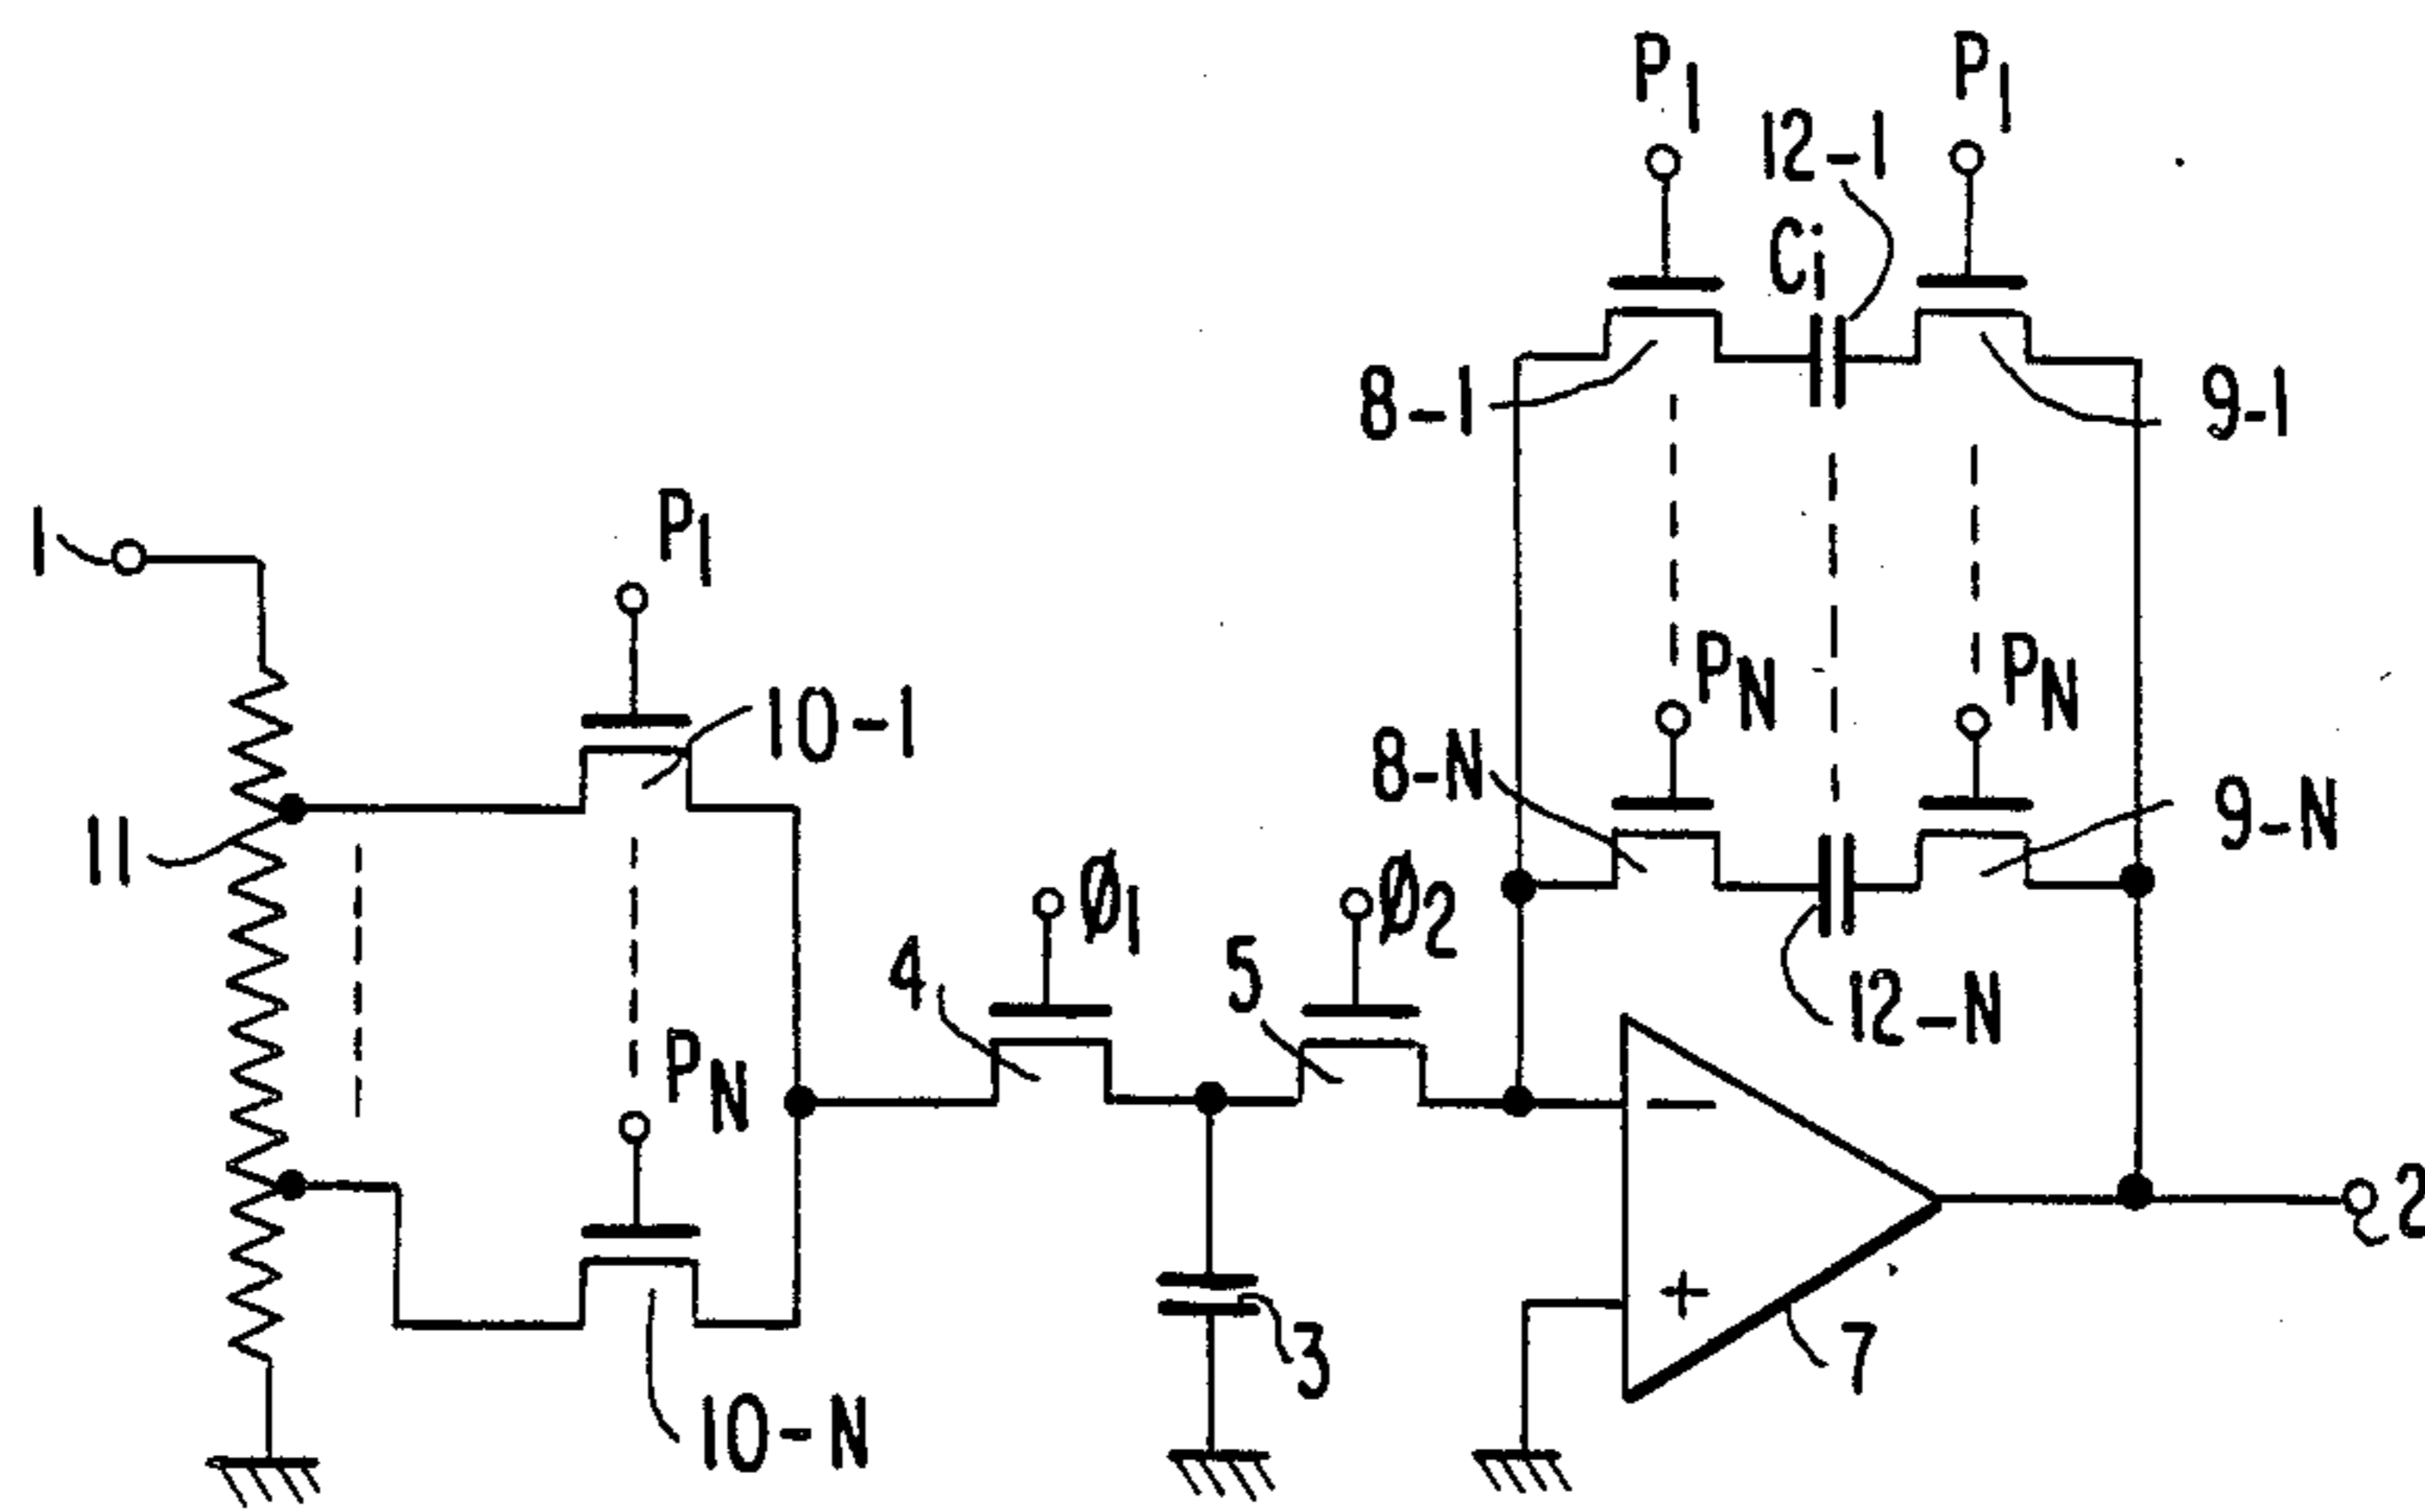 P1 P1
12-1
Ci
8-1 9-1
1 P1
PN PN
10-1
8-N 9-N
11
Ø1 Ø2
4 5
12-N
PN
−
2
+
3 7
10-N